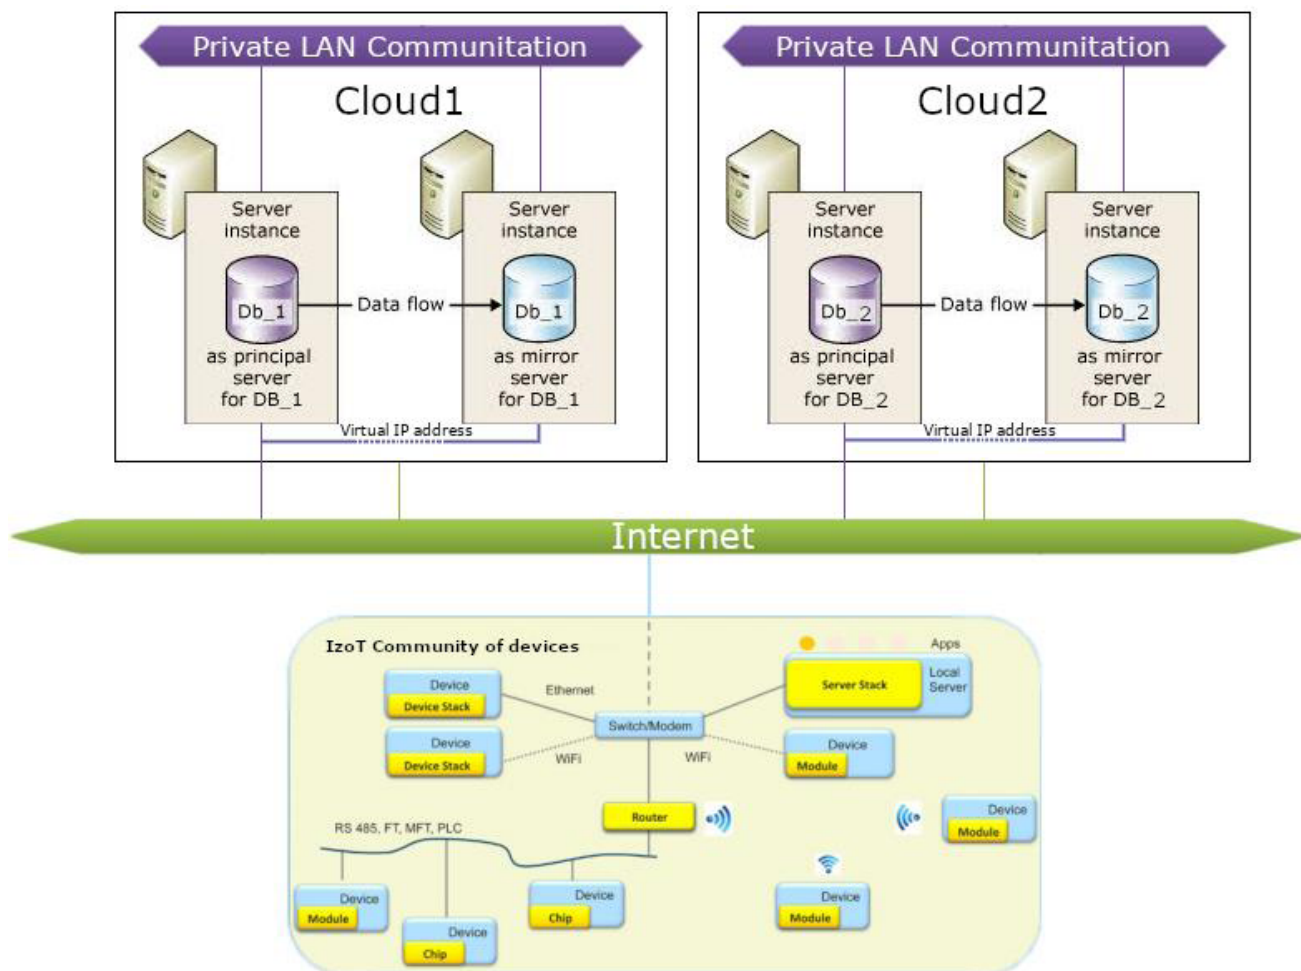 Private LAN Communitation
Private LAN Communitation
Cloud1
Cloud2
Server
instance
Db_1
as principal
server
for DB_1
Data flow
Server
instance
Db_1
as mirror
server
for DB_1
Virtual IP address
Server
instance
Db_2
as principal
server
for DB_2
Data flow
Server
instance
Db_2
as mirror
server
for DB_2
Virtual IP address
Internet
IzoT Community of devices
Apps
Device
Device Stack
Ethernet
Server Stack
Local
Server
Switch/Modem
Device
Device Stack
WiFi
WiFi
Device
Module
Router
Device
Module
RS 485, FT, MFT, PLC
Device
Module
Device
Chip
Device
Chip
Device
Module